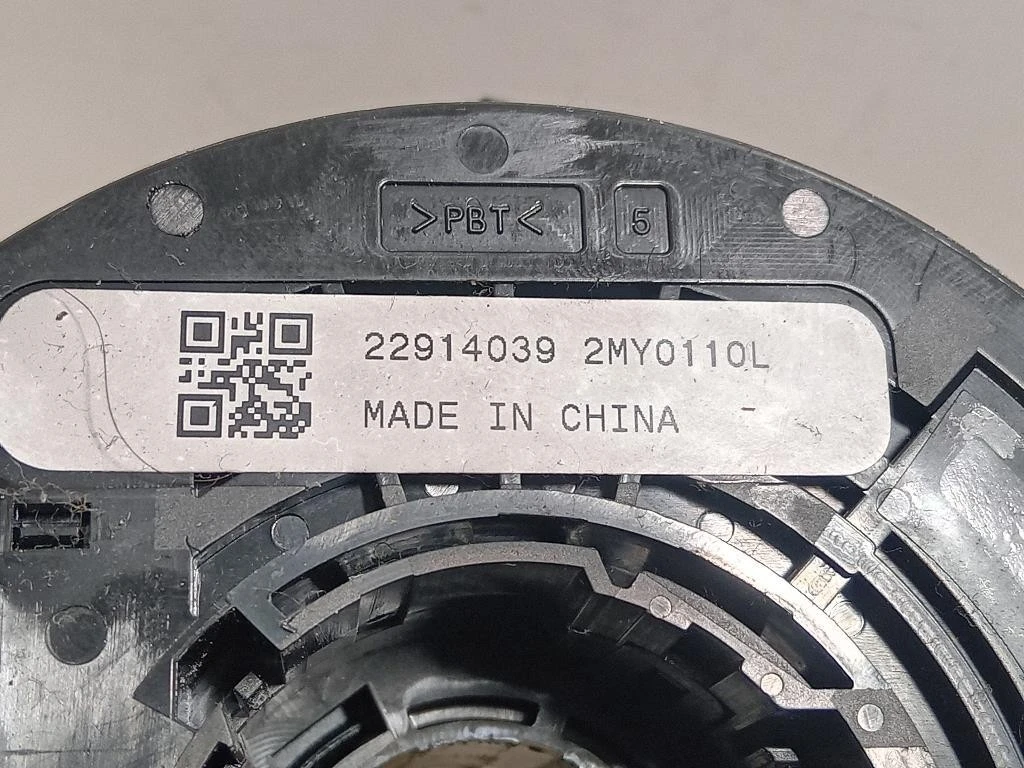 >PBT< 5
22914039 2MY0110L
MADE IN CHINA